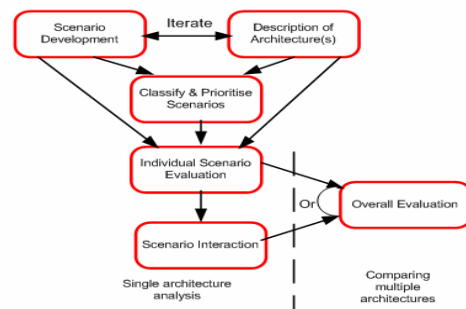 Scenario
Development
Iterate
Description of
Architecture(s)
Classify & Prioritise
Scenarios
Individual Scenario
Evaluation
Or
Overall Evaluation
Scenario Interaction
Single architecture
analysis
Comparing
multiple
architectures